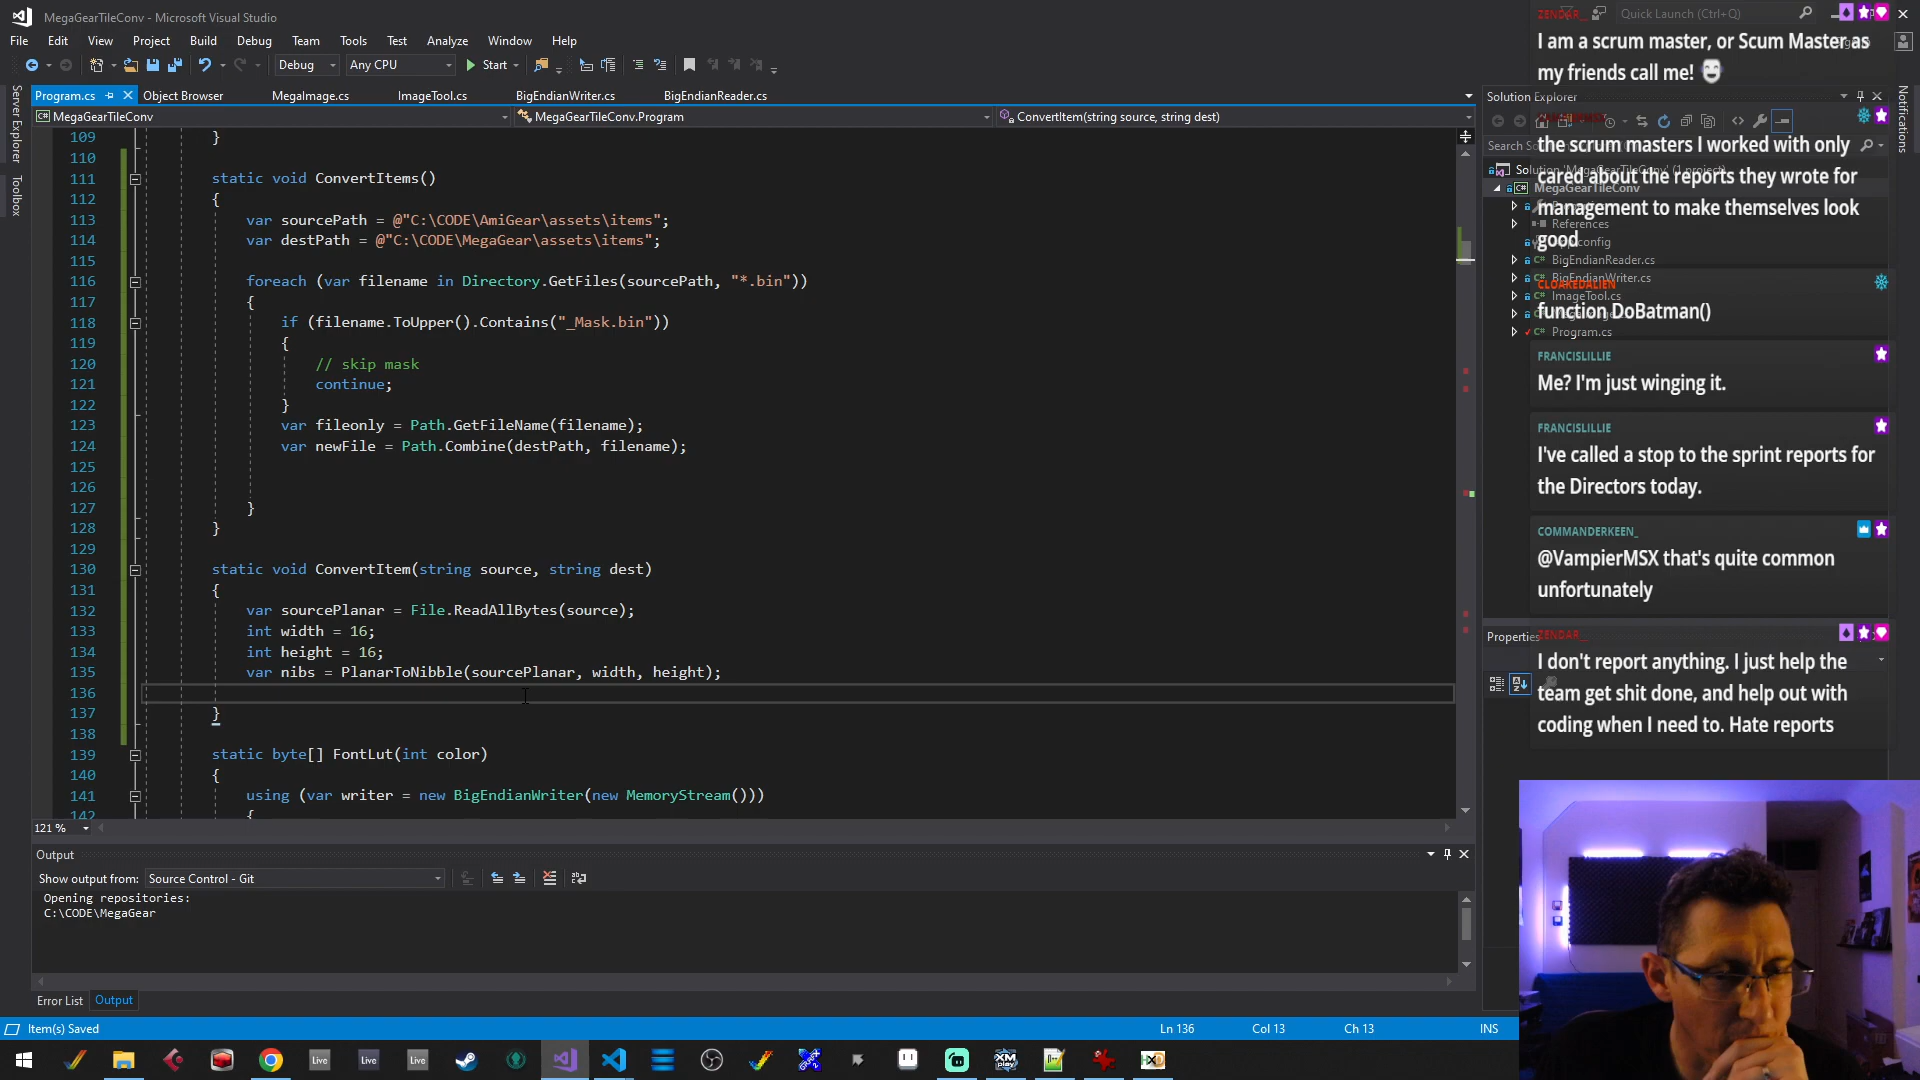 MegaGearTileConv - Microsoft Visual Studio
Quick Launch (Ctrl+Q)
File Edit View Project Build Debug Team Tools Test Analyze Window Help
Debug Any CPU Start
Program.cs Object Browser MegaImage.cs ImageTool.cs BigEndianWriter.cs BigEndianReader.cs
MegaGearTileConv MegaGearTileConv.Program ConvertItem(string source, string dest)
Server Explorer
Toolbox
109 }
110
111 static void ConvertItems()
112 {
113 var sourcePath = @"C:\CODE\AmiGear\assets\items";
114 var destPath = @"C:\CODE\MegaGear\assets\items";
115
116 foreach (var filename in Directory.GetFiles(sourcePath, "*.bin"))
117 {
118 if (filename.ToUpper().Contains("_Mask.bin"))
119 {
120 // skip mask
121 continue;
122 }
123 var fileonly = Path.GetFileName(filename);
124 var newFile = Path.Combine(destPath, filename);
125
126
127 }
128 }
129
130 static void ConvertItem(string source, string dest)
131 {
132 var sourcePlanar = File.ReadAllBytes(source);
133 int width = 16;
134 int height = 16;
135 var nibs = PlanarToNibble(sourcePlanar, width, height);
136
137 }
138
139 static byte[] FontLut(int color)
140 {
141 using (var writer = new BigEndianWriter(new MemoryStream()))
142 {
121 %
Output
Show output from: Source Control - Git
Opening repositories:
C:\CODE\MegaGear
Error List Output
Item(s) Saved Ln 136 Col 13 Ch 13 INS
Solution Explorer
Notifications
MegaGearTileConv
References
BigEndianReader.cs
BigEndianWriter.cs
ImageTool.cs
Program.cs
Properties
ZENDAR_
I am a scrum master, or Scum Master as
my friends call me!
the scrum masters I worked with only
cared about the reports they wrote for
management to make themselves look
good
CLOAKEDALIEN
function DoBatman()
FRANCISLILLIE
Me? I'm just winging it.
FRANCISLILLIE
I've called a stop to the sprint reports for
the Directors today.
COMMANDERKEEN_
@VampierMSX that's quite common
unfortunately
ZENDAR_
I don't report anything. I just help the
team get shit done, and help out with
coding when I need to. Hate reports
Live Live Live